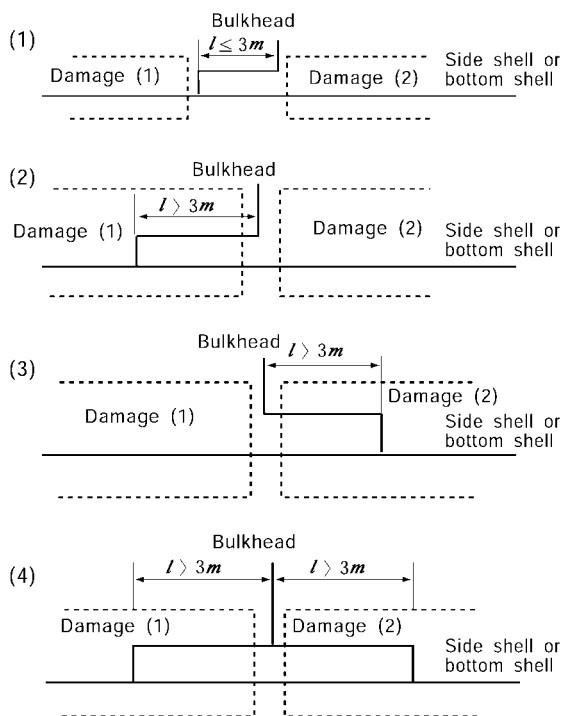 (1)
Bulkhead
l ≤ 3m
Damage (1)
Damage (2)
Side shell or
bottom shell
(2)
Bulkhead
l > 3m
Damage (1)
Damage (2)
Side shell or
bottom shell
(3)
Bulkhead
l > 3m
Damage (1)
Damage (2)
Side shell or
bottom shell
(4)
Bulkhead
l > 3m
l > 3m
Damage (1)
Damage (2)
Side shell or
bottom shell